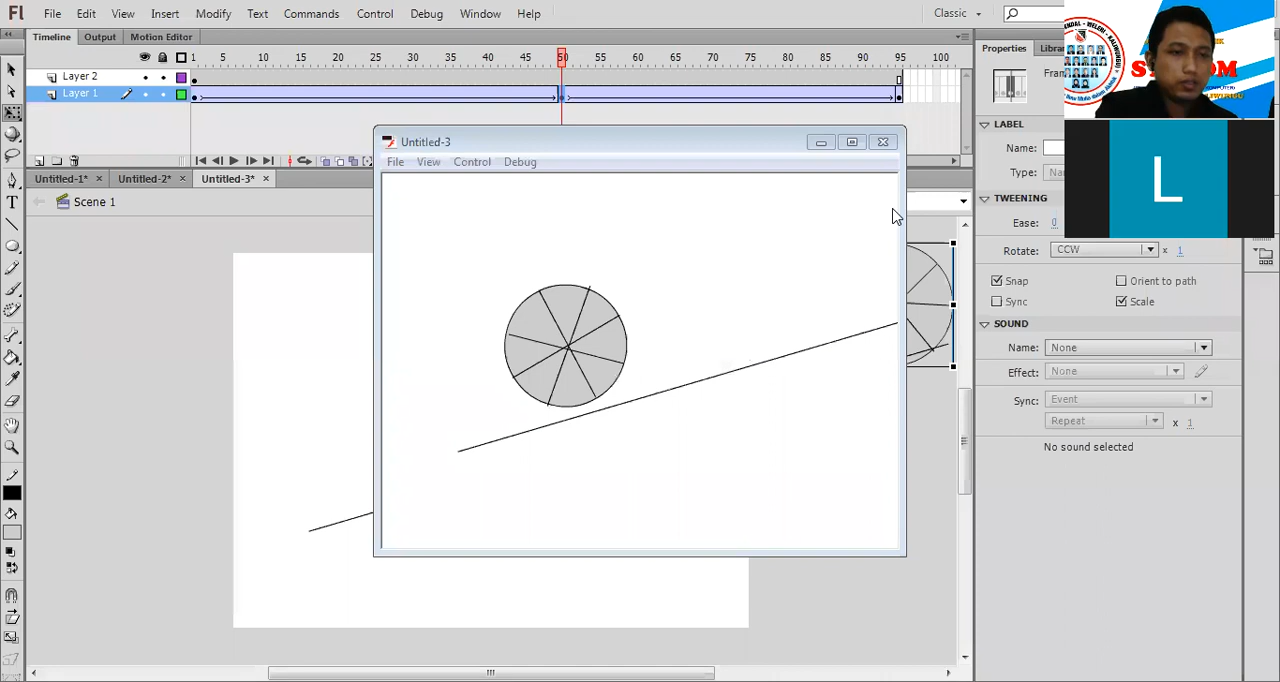 Fl File Edit View Insert Modify Text Commands Control Debug Window Help Classic
Timeline Output Motion Editor
1 5 10 15 20 25 30 35 40 45 50 55 60 65 70 75 80 85 90 95 100
Layer 2
Layer 1
Untitled-1* × Untitled-2* × Untitled-3* ×
Scene 1
Untitled-3
File View Control Debug
Properties
LABEL
Name:
Type:
TWEENING
Ease: 0
Rotate: CCW x 1
Snap Orient to path
Sync Scale
SOUND
Name: None
Effect: None
Sync: Event
Repeat x 1
No sound selected
L